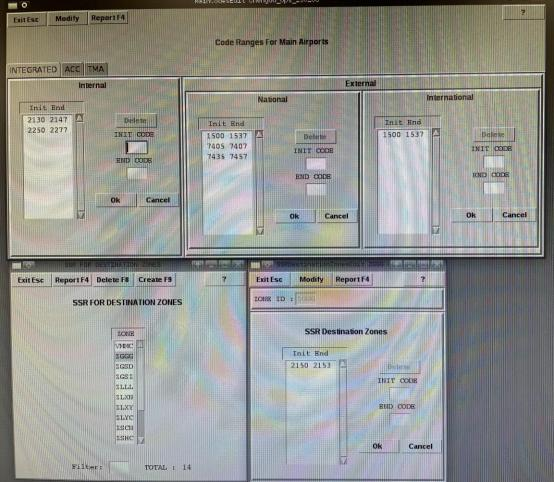 Exit Esc Modify Report F4 ?
Code Ranges For Main Airports
INTEGRATED ACC TMA
Internal
Init End
2130 2147
2250 2277
Delete
INIT CODE
END CODE
Ok Cancel
External
National
Init End
1500 1537
7405 7407
7435 7457
Delete
INIT CODE
END CODE
Ok Cancel
International
Init End
1500 1537
Delete
INIT CODE
END CODE
Ok Cancel
SSR FOR DESTINATION ZONES
Exit Esc Report F4 Delete F8 Create F9 ?
SSR FOR DESTINATION ZONES
ZONE
VMMC
ZGGG
ZGSD
ZGSZ
ZLLL
ZLXN
ZLXY
ZLYC
ZSCN
ZSHC
Filter: TOTAL : 14
Exit Esc Modify Report F4 ?
ZONE ID :
SSR Destination Zones
Init End
2150 2153
Delete
INIT CODE
END CODE
Ok Cancel